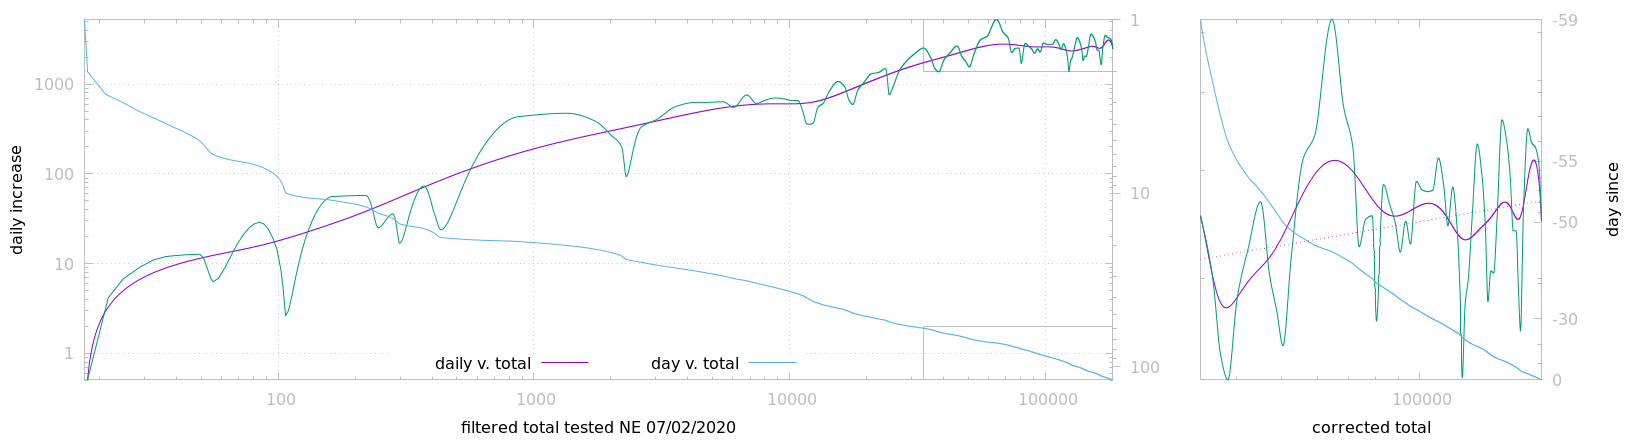 daily increase
1000
100
10
1
1
10
100
daily v. total
day v. total
100
1000
10000
100000
filtered total tested NE 07/02/2020
-59
-55
-50
-30
0
day since
100000
corrected total